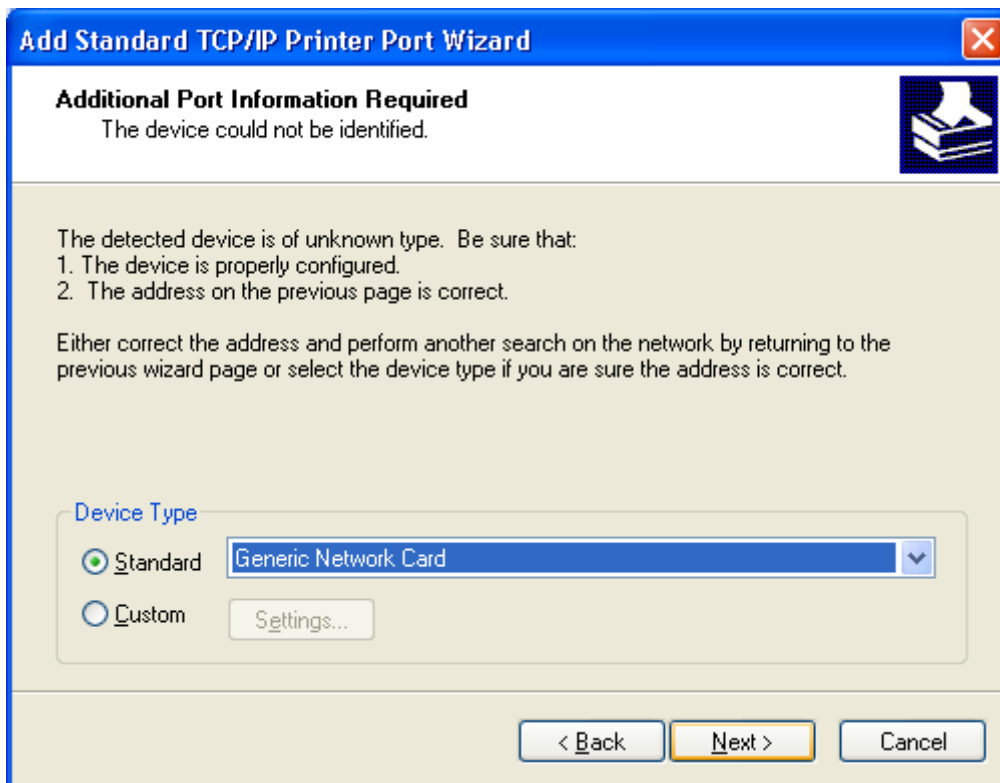 Add Standard TCP/IP Printer Port Wizard
Additional Port Information Required
The device could not be identified.
The detected device is of unknown type.  Be sure that:
1. The device is properly configured.
2.  The address on the previous page is correct.
Either correct the address and perform another search on the network by returning to the
previous wizard page or select the device type if you are sure the address is correct.
Device Type
Standard
Generic Network Card
Custom
Settings...
< Back
Next >
Cancel